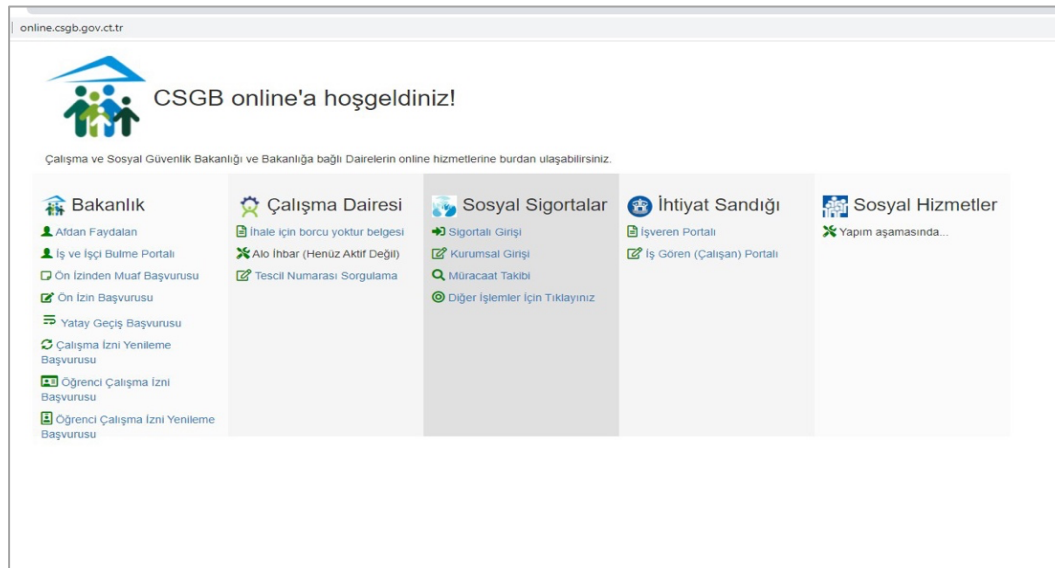 online.csgb.gov.ct.tr
CSGB online'a hoşgeldiniz!
Çalışma ve Sosyal Güvenlik Bakanlığı ve Bakanlığa bağlı Dairelerin online hizmetlerine burdan ulaşabilirsiniz.
Bakanlık
Afdan Faydalan
İş ve İşçi Bulme Portalı
Ön İzinden Muaf Başvurusu
Ön İzin Başvurusu
Yatay Geçiş Başvurusu
Çalışma İzni Yenileme
Başvurusu
Öğrenci Çalışma İzni
Başvurusu
Öğrenci Çalışma İzni Yenileme
Başvurusu
Çalışma Dairesi
İhale için borcu yoktur belgesi
Alo İhbar (Henüz Aktif Değil)
Tescil Numarası Sorgulama
Sosyal Sigortalar
Sigortalı Girişi
Kurumsal Girişi
Müracaat Takibi
Diğer İşlemler İçin Tıklayınız
İhtiyat Sandığı
İşveren Portalı
İş Gören (Çalışan) Portalı
Sosyal Hizmetler
Yapım aşamasında...